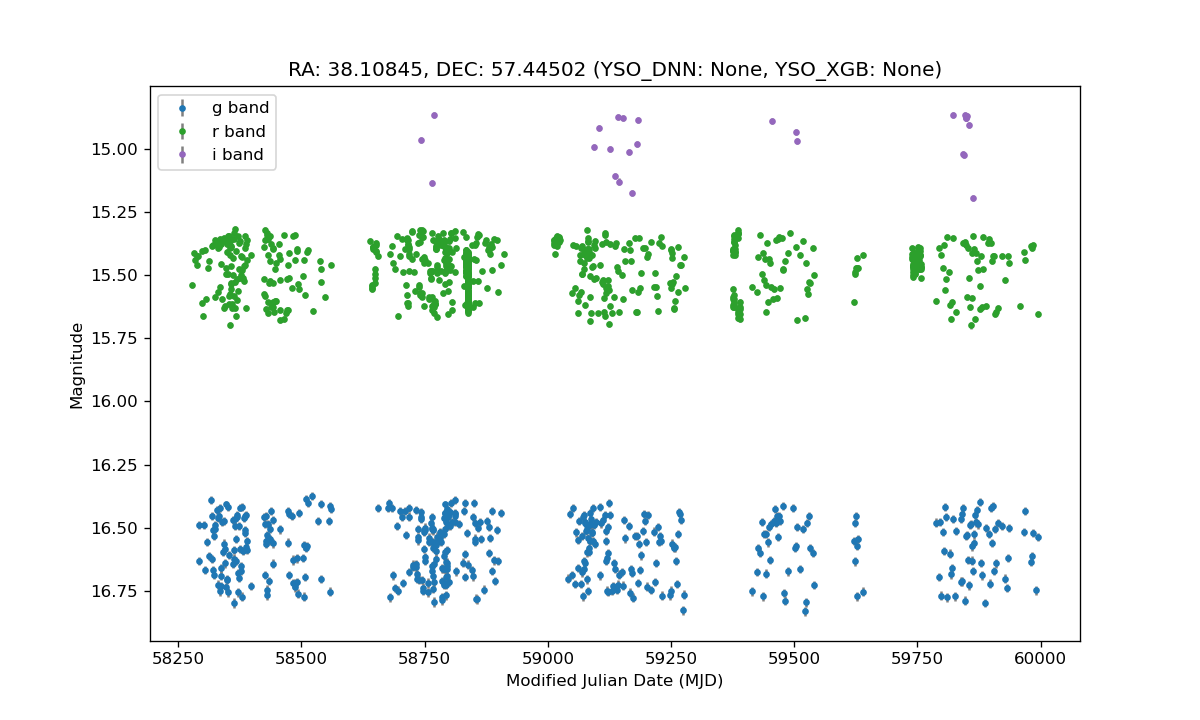 RA: 38.10845, DEC: 57.44502 (YSO_DNN: None, YSO_XGB: None)
g band
r band
i band
15.00
15.25
15.50
15.75
16.00
16.25
16.50
16.75
Magnitude
58250 58500 58750 59000 59250 59500 59750 60000
Modified Julian Date (MJD)